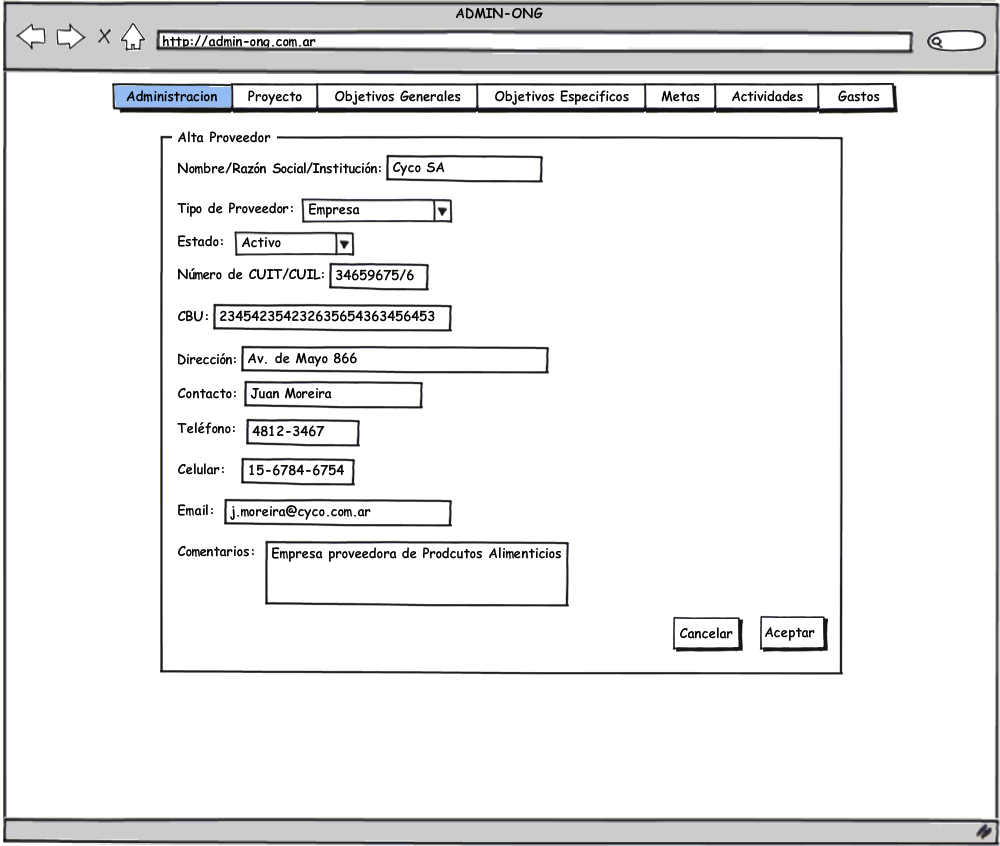 ADMIN-ONG
http://admin-ong.com.ar
Administracion Proyecto Objetivos Generales Objetivos Especificos Metas Actividades Gastos
Alta Proveedor
Nombre/Razón Social/Institución: Cyco SA
Tipo de Proveedor: Empresa
Estado: Activo
Número de CUIT/CUIL: 34659675/6
CBU: 234542354232635654363456453
Dirección: Av. de Mayo 866
Contacto: Juan Moreira
Teléfono: 4812-3467
Celular: 15-6784-6754
Email: j.moreira@cyco.com.ar
Comentarios: Empresa proveedora de Prodcutos Alimenticios
Cancelar Aceptar